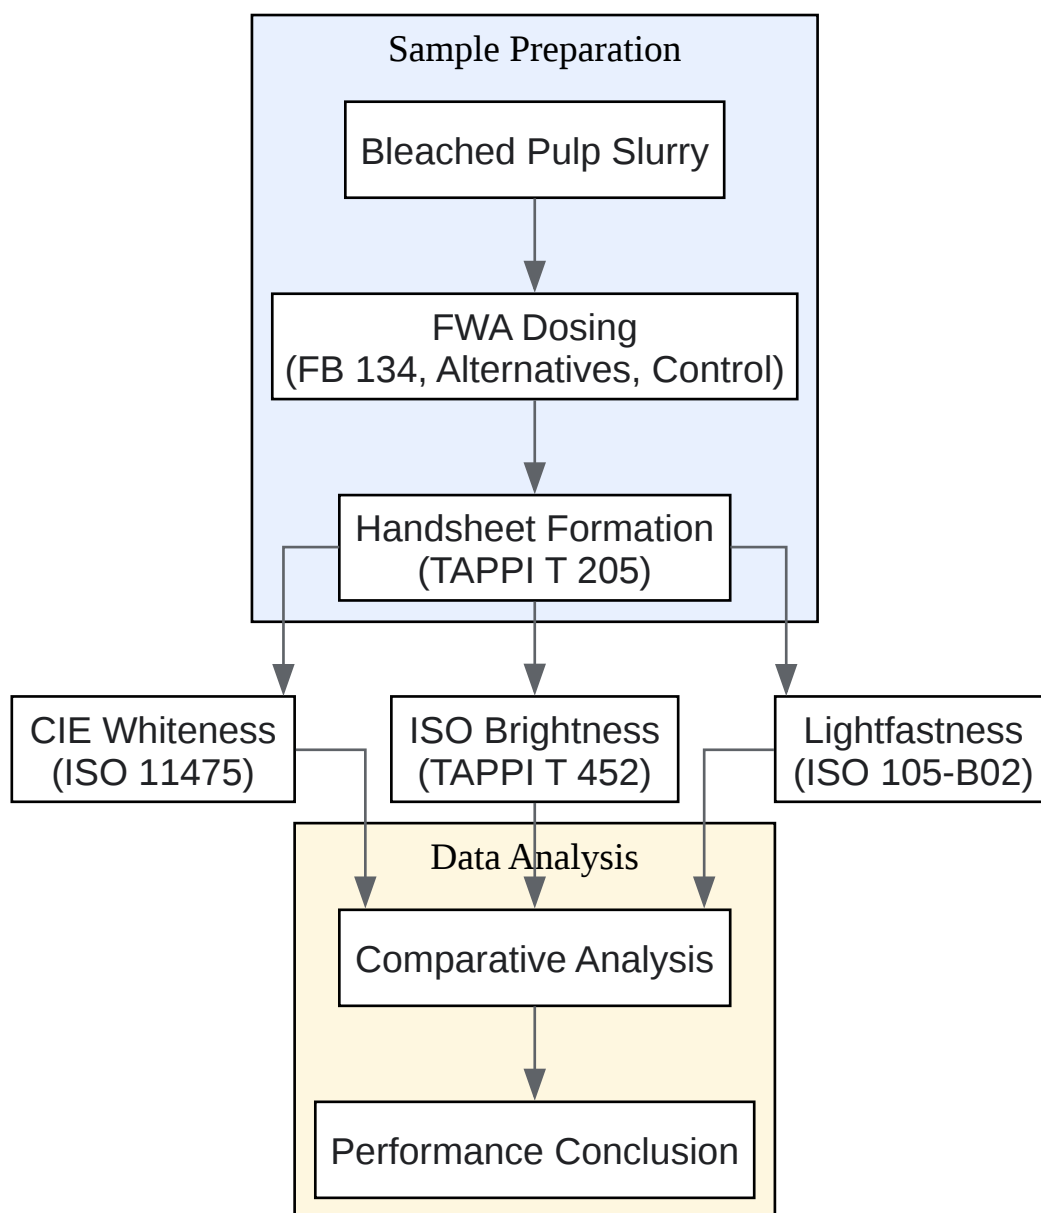 Sample Preparation
Bleached Pulp Slurry
FWA Dosing
(FB 134, Alternatives, Control)
Handsheet Formation
(TAPPI T 205)
CIE Whiteness
(ISO 11475)
ISO Brightness
(TAPPI T 452)
Lightfastness
(ISO 105-B02)
Data Analysis
Comparative Analysis
Performance Conclusion